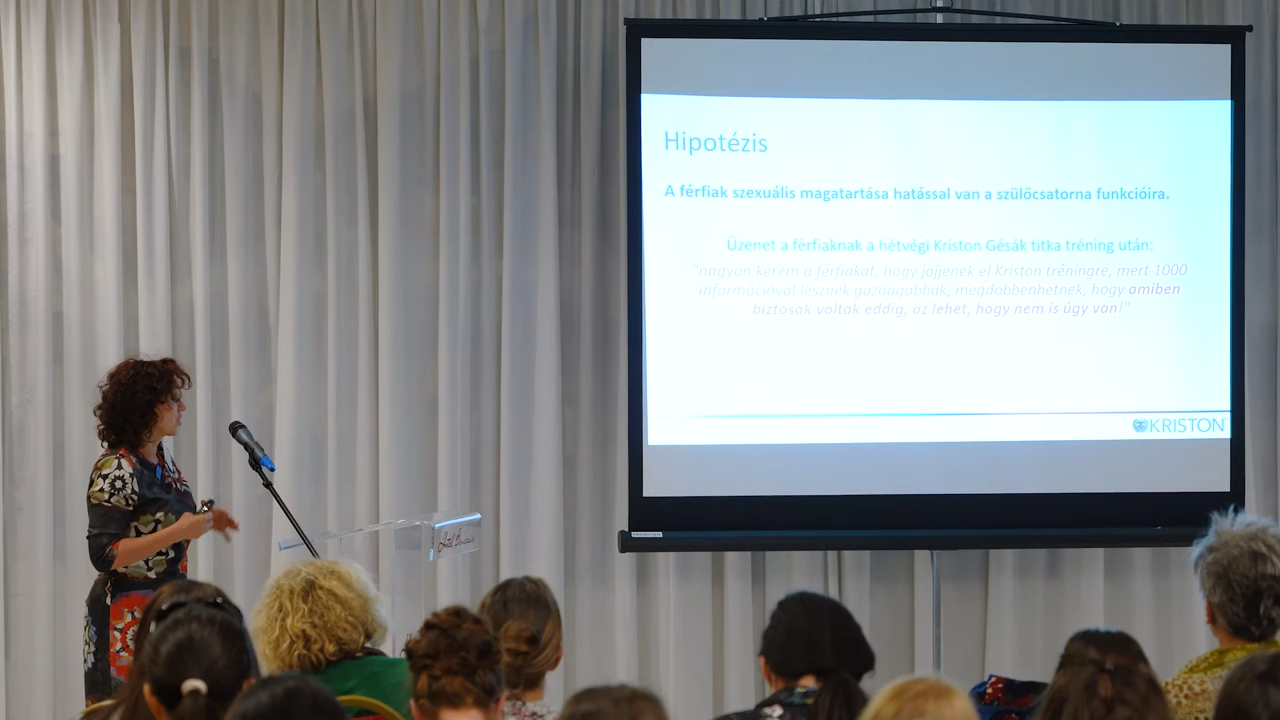 Hipotézis
A férfiak szexuális magatartása hatással van a szülőcsatorna funkcióira.
Üzenet a férfiaknak a hétvégi Kriston Gésák titka tréning után:
"nagyon kérem a férfiakat, hogy jöjjenek el Kriston tréningre, mert 1000
információval lesznek gazdagabbak, megdöbbenhetnek, hogy amiben
biztosak voltak eddig, az lehet, hogy nem is úgy van!"
KRISTON